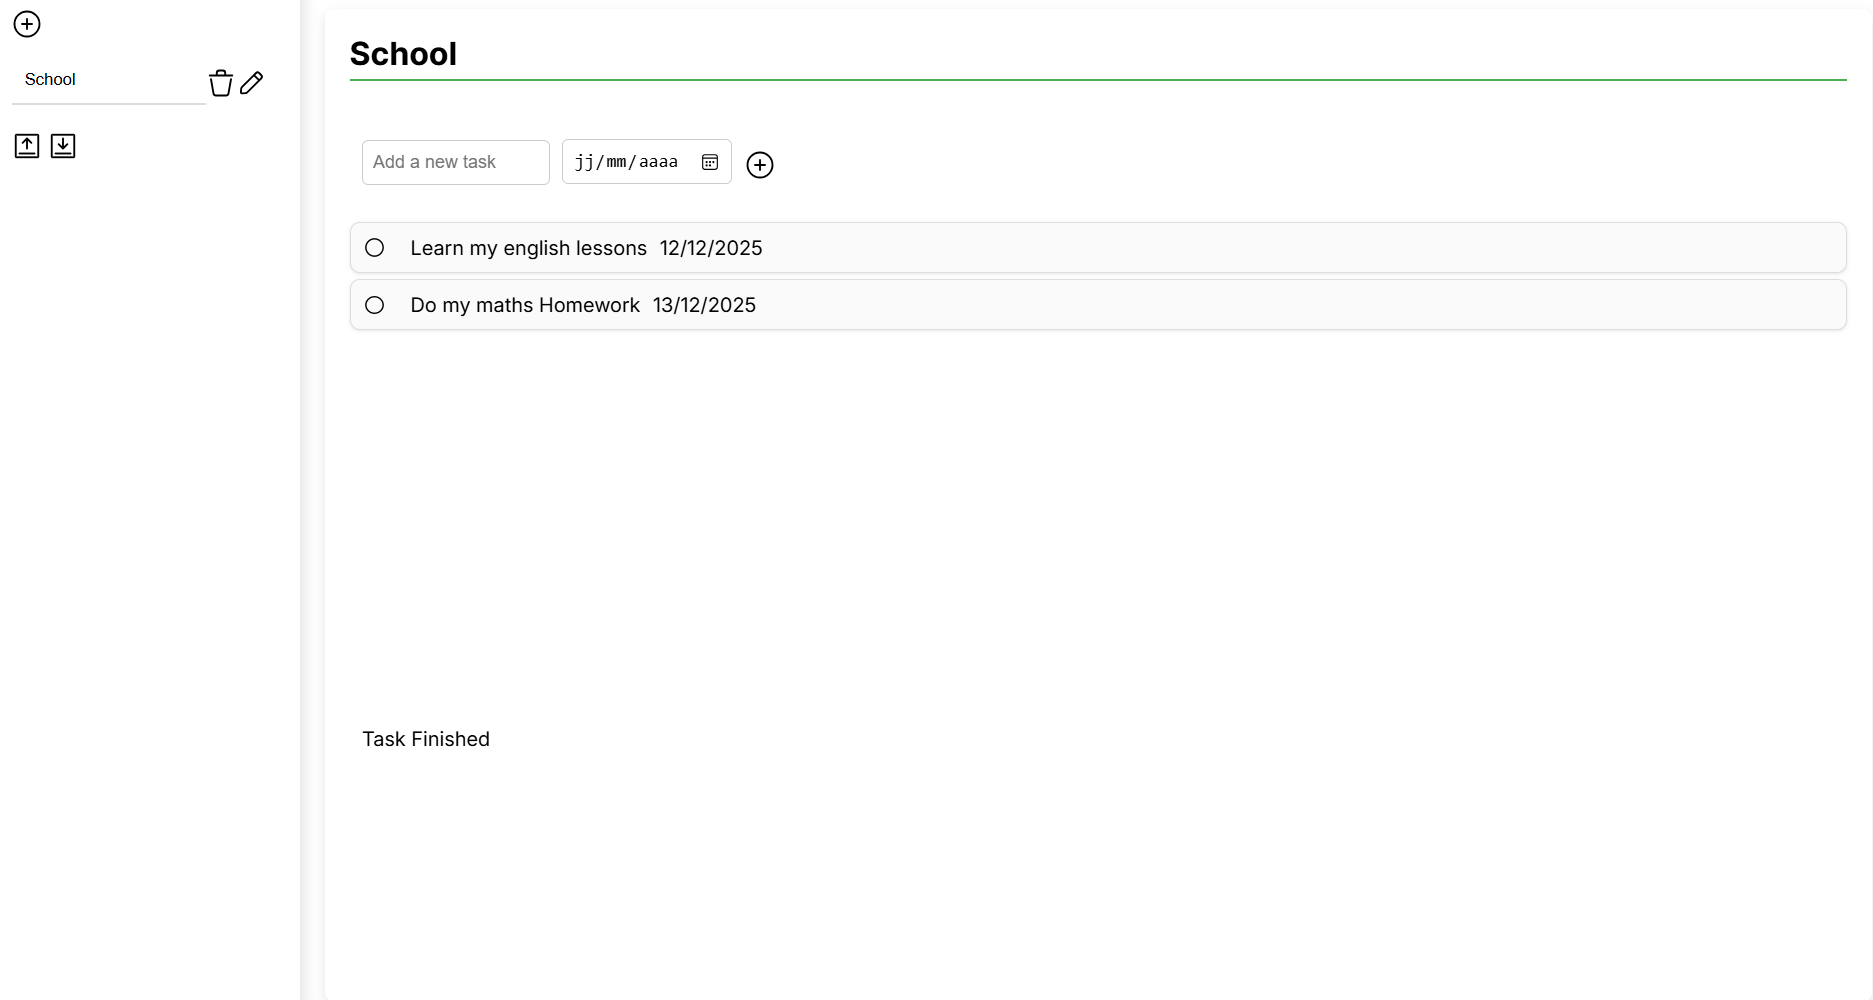 School
School
Add a new task
jj/mm/aaaa
Learn my english lessons 12/12/2025
Do my maths Homework 13/12/2025
Task Finished